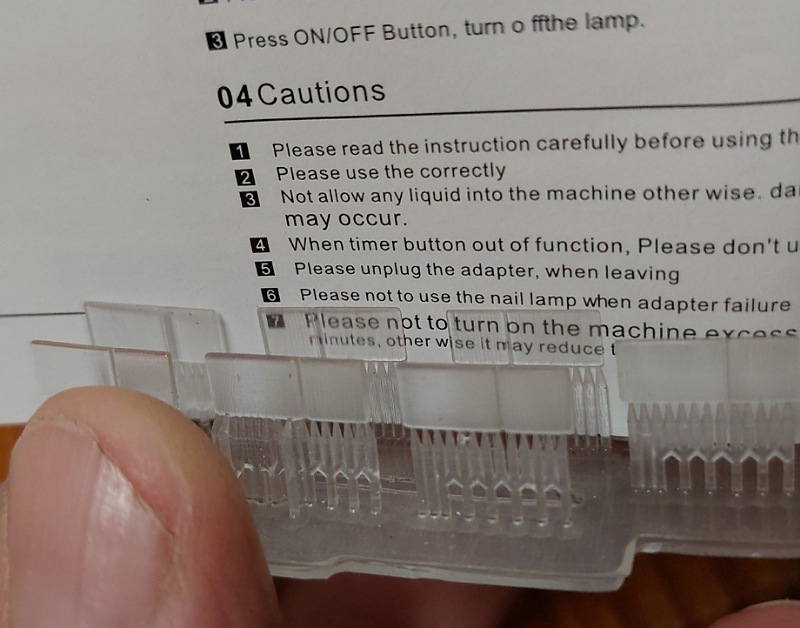 3 Press ON/OFF Button, turn o ffthe lamp.
04 Cautions
1 Please read the instruction carefully before using th
2 Please use the correctly
3 Not allow any liquid into the machine other wise. da
may occur.
4 When timer button out of function, Please don't u
5 Please unplug the adapter, when leaving
6 Please not to use the nail lamp when adapter failure
7 Please not to turn on the machine excess
minutes, other wise it may reduce t